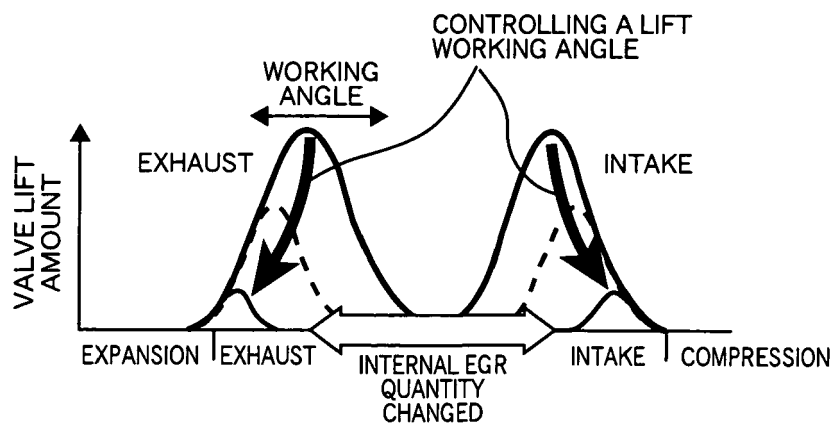 CONTROLLING A LIFT
WORKING ANGLE
WORKING
ANGLE
EXHAUST
INTAKE
VALVE LIFT
AMOUNT
EXPANSION
EXHAUST
INTERNAL EGR
QUANTITY
CHANGED
INTAKE
COMPRESSION